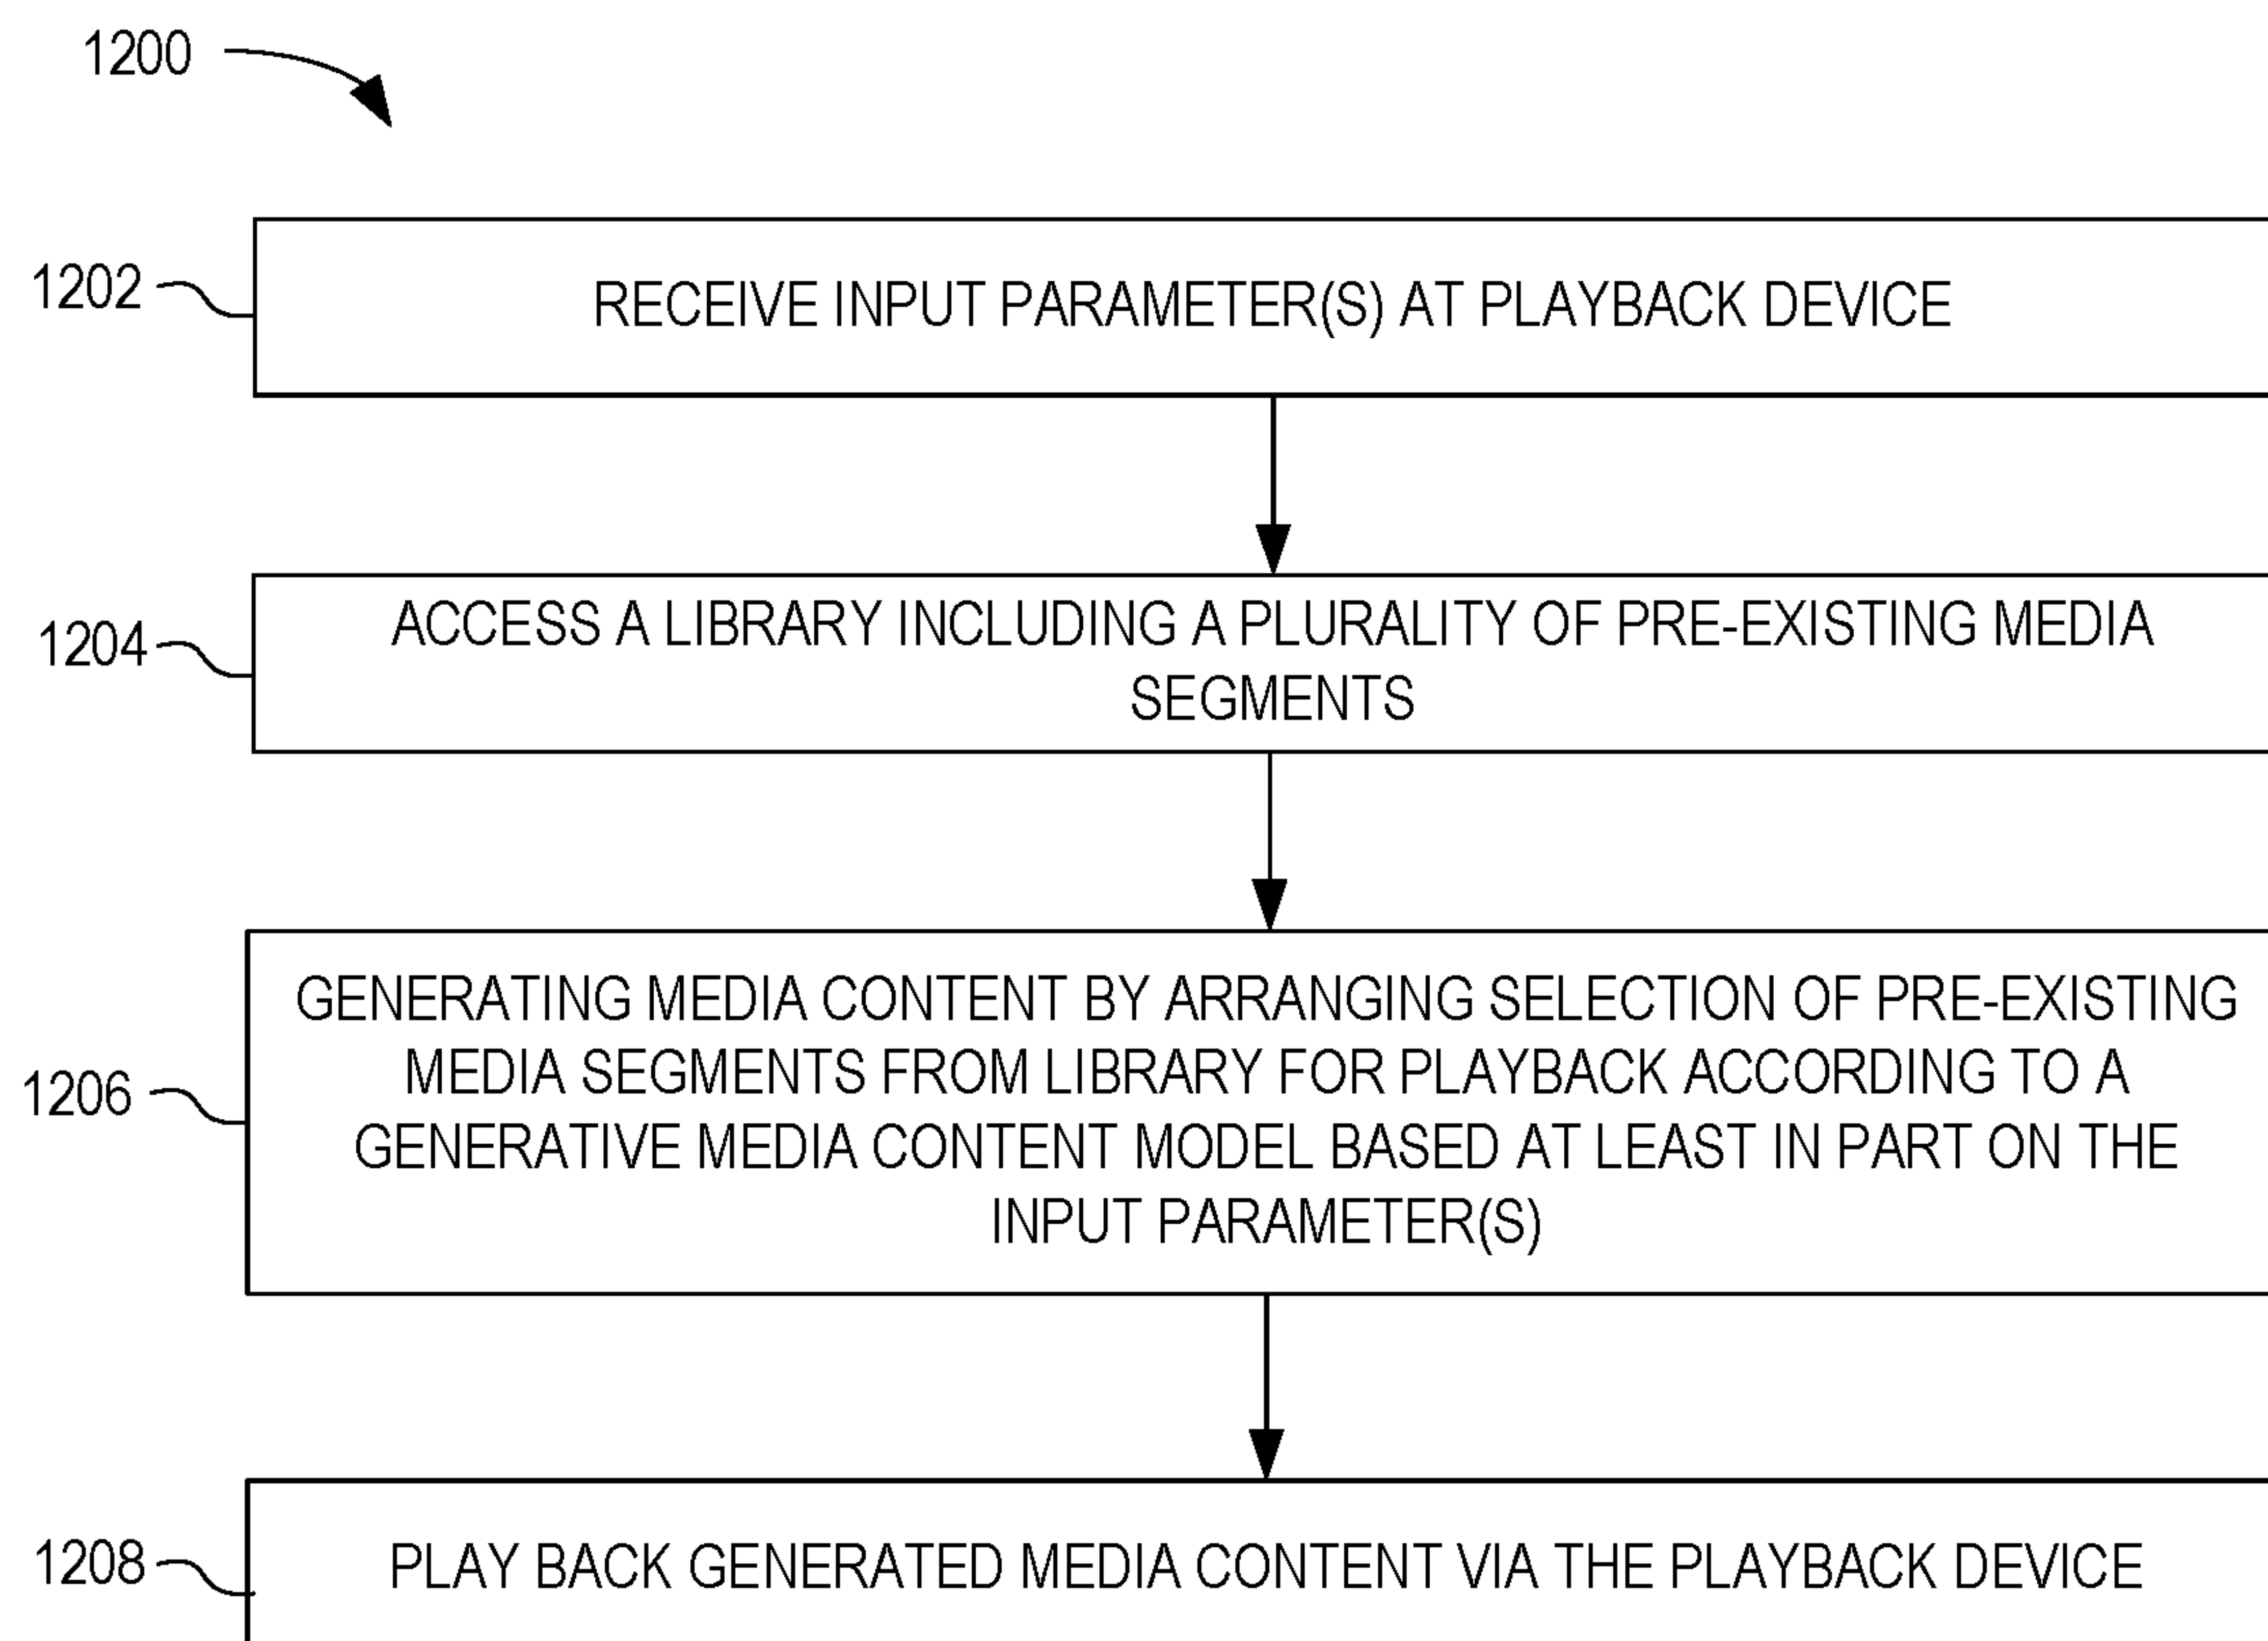 1200
1202
RECEIVE INPUT PARAMETER(S) AT PLAYBACK DEVICE
1204
ACCESS A LIBRARY INCLUDING A PLURALITY OF PRE-EXISTING MEDIA
SEGMENTS
1206
GENERATING MEDIA CONTENT BY ARRANGING SELECTION OF PRE-EXISTING
MEDIA SEGMENTS FROM LIBRARY FOR PLAYBACK ACCORDING TO A
GENERATIVE MEDIA CONTENT MODEL BASED AT LEAST IN PART ON THE
INPUT PARAMETER(S)
1208
PLAY BACK GENERATED MEDIA CONTENT VIA THE PLAYBACK DEVICE